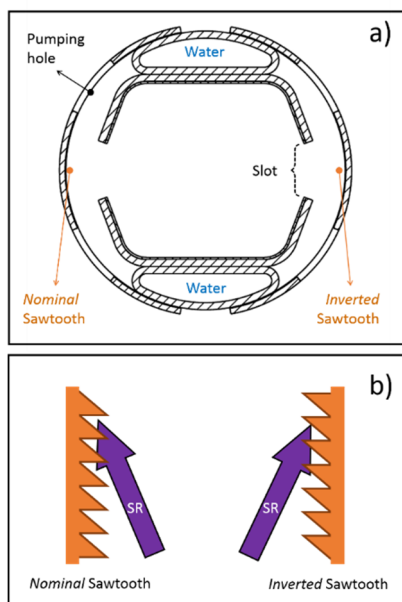 a)
Pumping
hole
Water
Slot
Water
Nominal
Sawtooth
Inverted
Sawtooth
b)
SR
SR
Nominal Sawtooth
Inverted Sawtooth